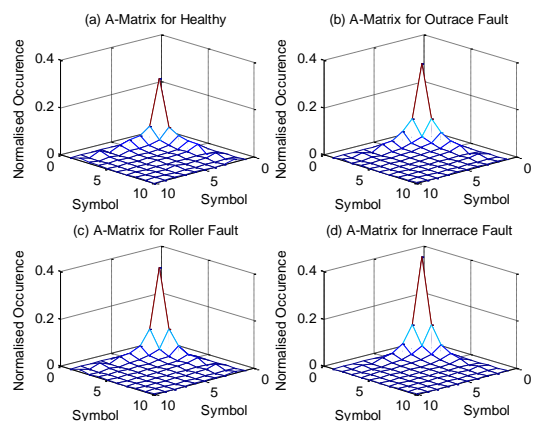 (a) A-Matrix for Healthy
(b) A-Matrix for Outrace Fault
Normalised Occurence
0.4
0.2
0
0
5
10
Symbol
10
5
0
Symbol
Normalised Occurence
0.4
0.2
0
0
5
10
Symbol
10
5
0
Symbol
(c) A-Matrix for Roller Fault
(d) A-Matrix for Innerrace Fault
Normalised Occurence
0.4
0.2
0
0
5
10
Symbol
10
5
0
Symbol
Normalised Occurence
0.4
0.2
0
0
5
10
Symbol
10
5
0
Symbol